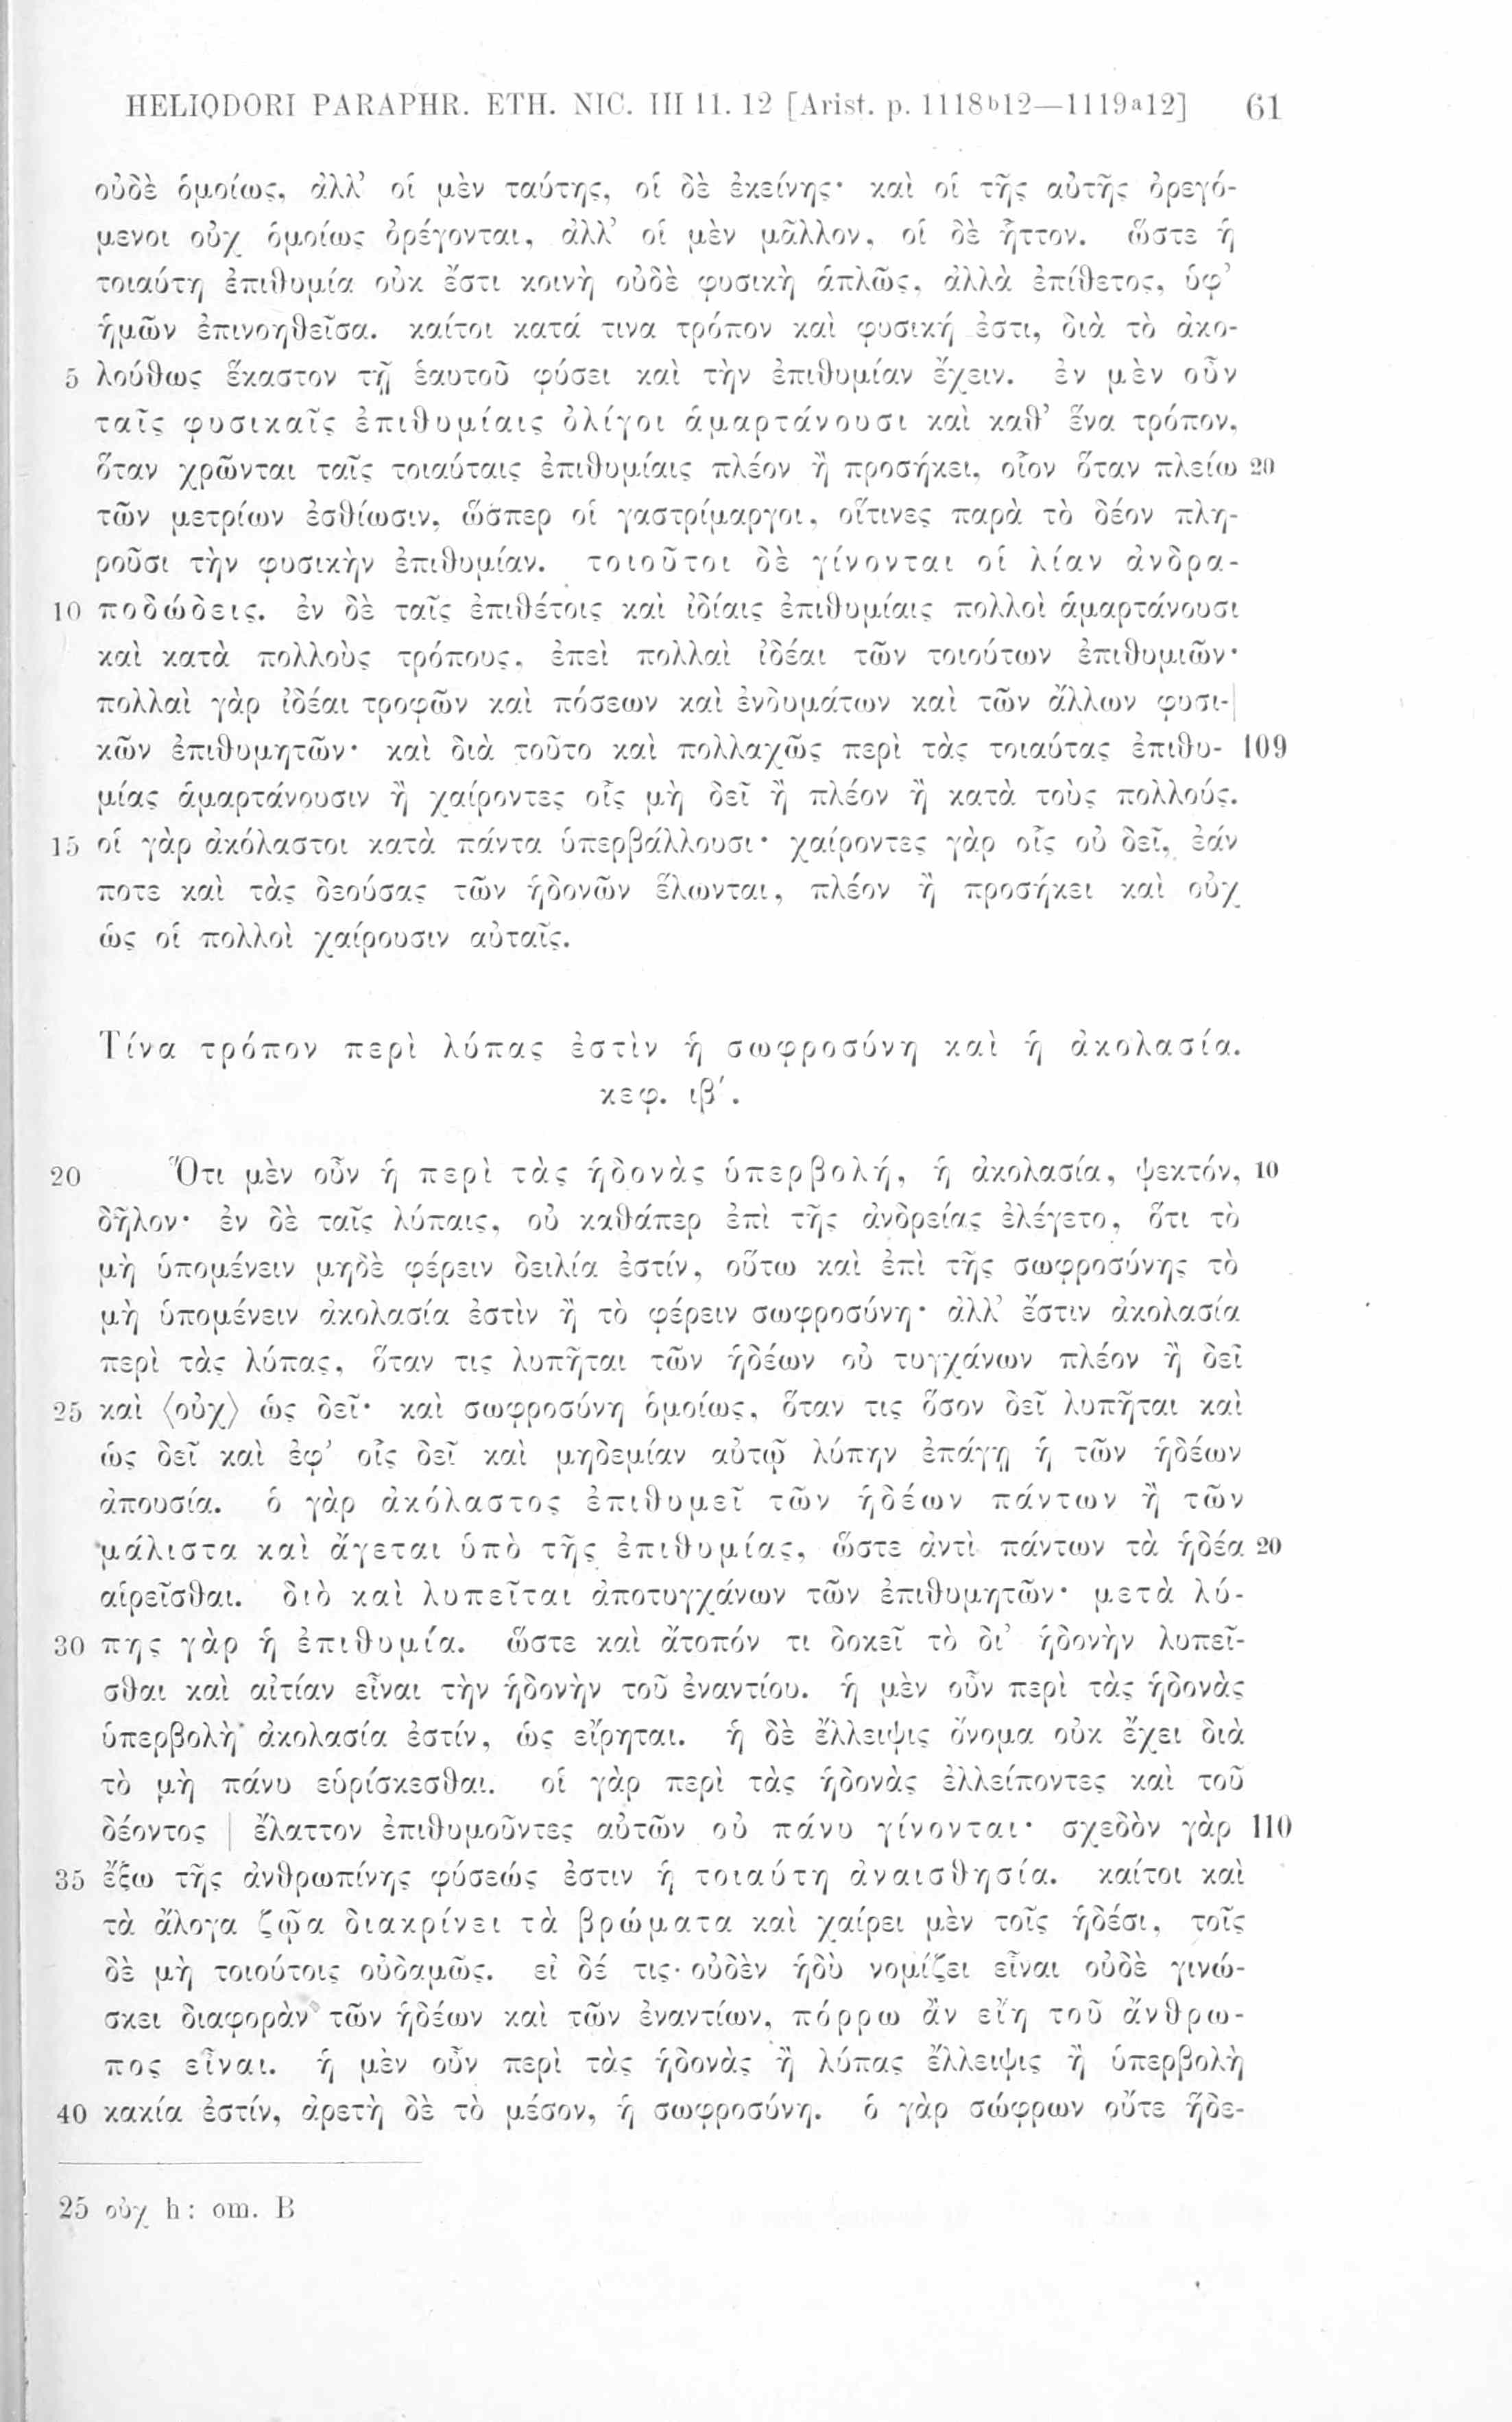 HELIODORI PARAPHR. ETH. NIC. III 11. 12 [Arist. p. 1118b12—1119a12] 61
οὐδὲ ὁμοίως, ἀλλ’ οἱ μὲν ταύτης, οἱ δὲ ἐκείνης· καὶ οἱ τῆς αὐτῆς ὀρεγό-
μενοι οὐχ ὁμοίως ὀρέγονται, ἀλλ’ οἱ μὲν μᾶλλον, οἱ δὲ ἧττον. ὥστε ἡ
τοιαύτη ἐπιθυμία οὐκ ἔστι κοινὴ οὐδὲ φυσικὴ ἁπλῶς, ἀλλὰ ἐπίθετος, ὑφ’
ἡμῶν ἐπινοηθεῖσα. καίτοι κατά τινα τρόπον καὶ φυσική ἐστι, διὰ τὸ ἀκο-
5 λούθως ἕκαστον τῇ ἑαυτοῦ φύσει καὶ τὴν ἐπιθυμίαν ἔχειν. ἐν μὲν οὖν
ταῖς φυσικαῖς ἐπιθυμίαις ὀλίγοι ἁμαρτάνουσι καὶ καθ’ ἕνα τρόπον,
ὅταν χρῶνται ταῖς τοιαύταις ἐπιθυμίαις πλέον ἢ προσήκει, οἷον ὅταν πλείω 20
τῶν μετρίων ἐσθίωσιν, ὥσπερ οἱ γαστρίμαργοι, οἵτινες παρὰ τὸ δέον πλη-
ροῦσι τὴν φυσικὴν ἐπιθυμίαν. τοιοῦτοι δὲ γίνονται οἱ λίαν ἀνδρα-
10 ποδώδεις. ἐν δὲ ταῖς ἐπιθέτοις καὶ ἰδίαις ἐπιθυμίαις πολλοὶ ἁμαρτάνουσι
καὶ κατὰ πολλοὺς τρόπους, ἐπεὶ πολλαὶ ἰδέαι τῶν τοιούτων ἐπιθυμιῶν·
πολλαὶ γὰρ ἰδέαι τροφῶν καὶ πόσεων καὶ ἐνδυμάτων καὶ τῶν ἄλλων φυσι-|
κῶν ἐπιθυμητῶν· καὶ διὰ τοῦτο καὶ πολλαχῶς περὶ τὰς τοιαύτας ἐπιθυ- 109
μίας ἁμαρτάνουσιν ἢ χαίροντες οἷς μὴ δεῖ ἢ πλέον ἢ κατὰ τοὺς πολλούς.
15 οἱ γὰρ ἀκόλαστοι κατὰ πάντα ὑπερβάλλουσι· χαίροντες γὰρ οἷς οὐ δεῖ, ἐάν
ποτε καὶ τὰς δεούσας τῶν ἡδονῶν ἕλωνται, πλέον ἢ προσήκει καὶ οὐχ
ὡς οἱ πολλοὶ χαίρουσιν αὐταῖς.
Τίνα τρόπον περὶ λύπας ἐστὶν ἡ σωφροσύνη καὶ ἡ ἀκολασία.
κεφ. ιβ′.
20 Ὅτι μὲν οὖν ἡ περὶ τὰς ἡδονὰς ὑπερβολή, ἡ ἀκολασία, ψεκτόν, 10
δῆλον· ἐν δὲ ταῖς λύπαις, οὐ καθάπερ ἐπὶ τῆς ἀνδρείας ἐλέγετο, ὅτι τὸ
μὴ ὑπομένειν μηδὲ φέρειν δειλία ἐστίν, οὕτω καὶ ἐπὶ τῆς σωφροσύνης τὸ
μὴ ὑπομένειν ἀκολασία ἐστὶν ἢ τὸ φέρειν σωφροσύνη· ἀλλ’ ἔστιν ἀκολασία
περὶ τὰς λύπας, ὅταν τις λυπῆται τῶν ἡδέων οὐ τυγχάνων πλέον ἢ δεῖ
25 καὶ ⟨οὐχ⟩ ὡς δεῖ· καὶ σωφροσύνη ὁμοίως, ὅταν τις ὅσον δεῖ λυπῆται καὶ
ὡς δεῖ καὶ ἐφ’ οἷς δεῖ καὶ μηδεμίαν αὐτῷ λύπην ἐπάγῃ ἡ τῶν ἡδέων
ἀπουσία. ὁ γὰρ ἀκόλαστος ἐπιθυμεῖ τῶν ἡδέων πάντων ἢ τῶν
μάλιστα καὶ ἄγεται ὑπὸ τῆς ἐπιθυμίας, ὥστε ἀντὶ πάντων τὰ ἡδέα 20
αἱρεῖσθαι. διὸ καὶ λυπεῖται ἀποτυγχάνων τῶν ἐπιθυμητῶν· μετὰ λύ-
30 πης γὰρ ἡ ἐπιθυμία. ὥστε καὶ ἄτοπόν τι δοκεῖ τὸ δι’ ἡδονὴν λυπεῖ-
σθαι καὶ αἰτίαν εἶναι τὴν ἡδονὴν τοῦ ἐναντίου. ἡ μὲν οὖν περὶ τὰς ἡδονὰς
ὑπερβολὴ ἀκολασία ἐστίν, ὡς εἴρηται. ἡ δὲ ἔλλειψις ὄνομα οὐκ ἔχει διὰ
τὸ μὴ πάνυ εὑρίσκεσθαι. οἱ γὰρ περὶ τὰς ἡδονὰς ἐλλείποντες καὶ τοῦ
δέοντος | ἔλαττον ἐπιθυμοῦντες αὐτῶν οὐ πάνυ γίνονται· σχεδὸν γὰρ 110
35 ἔξω τῆς ἀνθρωπίνης φύσεώς ἐστιν ἡ τοιαύτη ἀναισθησία. καίτοι καὶ
τὰ ἄλογα ζῷα διακρίνει τὰ βρώματα καὶ χαίρει μὲν τοῖς ἡδέσι, τοῖς
δὲ μὴ τοιούτοις οὐδαμῶς. εἰ δέ τις οὐδὲν ἡδὺ νομίζει εἶναι οὐδὲ γινώ-
σκει διαφορὰν τῶν ἡδέων καὶ τῶν ἐναντίων, πόρρω ἂν εἴη τοῦ ἄνθρω-
πος εἶναι. ἡ μὲν οὖν περὶ τὰς ἡδονὰς ἢ λύπας ἔλλειψις ἢ ὑπερβολὴ
40 κακία ἐστίν, ἀρετὴ δὲ τὸ μέσον, ἡ σωφροσύνη. ὁ γὰρ σώφρων οὔτε ἥδε-
25 οὐχ h: om. B